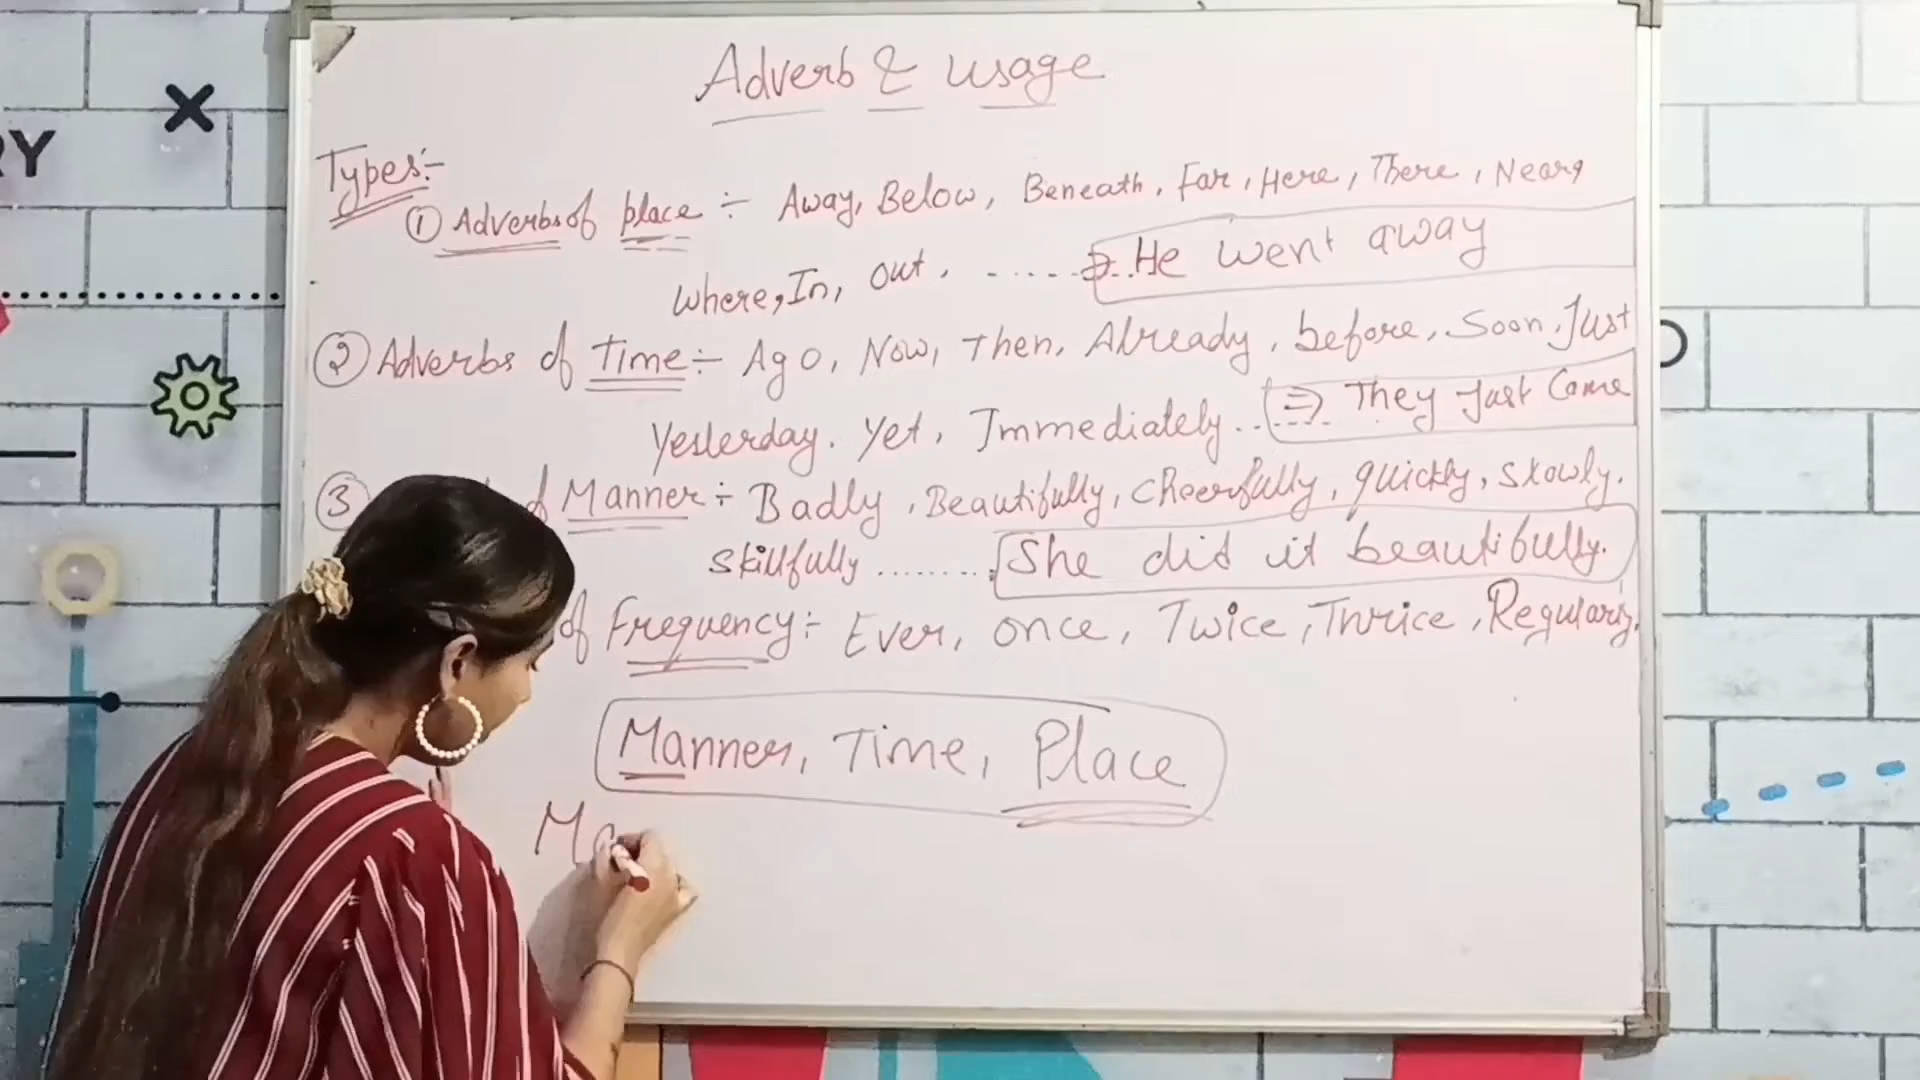 RY
Adverb & usage
Types:-
① Adverbs of place ÷ Away, Below, Beneath, Far, Here, There, Near,
where, In, out, ......⇒ He went away
② Adverbs of Time ÷ Ago, Now, Then, Already, before, Soon, Just
Yesterday. Yet, Immediately ......⇒ They Just Came
③ of Manner ÷ Badly, Beautifully, cheerfully, quickly, slowly.
Skillfully ......... She did it beautifully.
of Frequency:- Ever, once, Twice, Thrice,
Manner, Time, Place
Ma